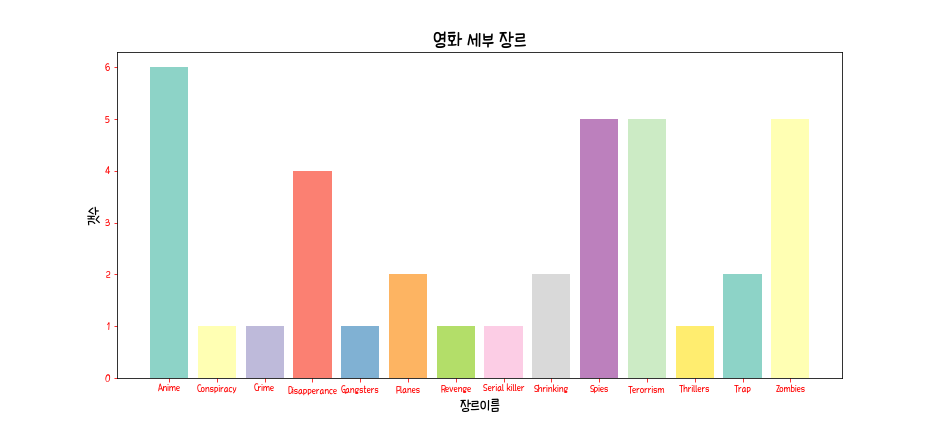 영화 세부 장르
갯수
6
5
4
3
2
1
0
Anime Conspiracy Crime Disapperance Gangsters Planes Revenge Serial killer Shrinking Spies Terorrism Thrillers Trap Zombies
장르이름